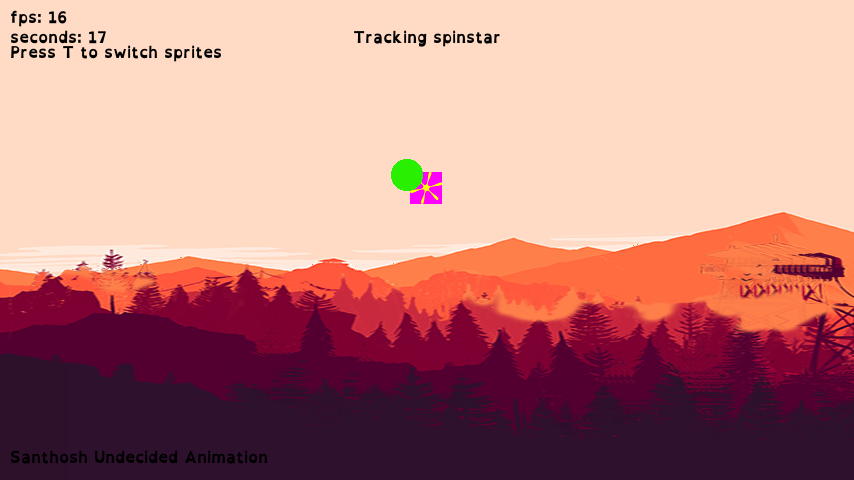 fps: 16
seconds: 17
Tracking spinstar
Press T to switch sprites
Santhosh Undecided Animation